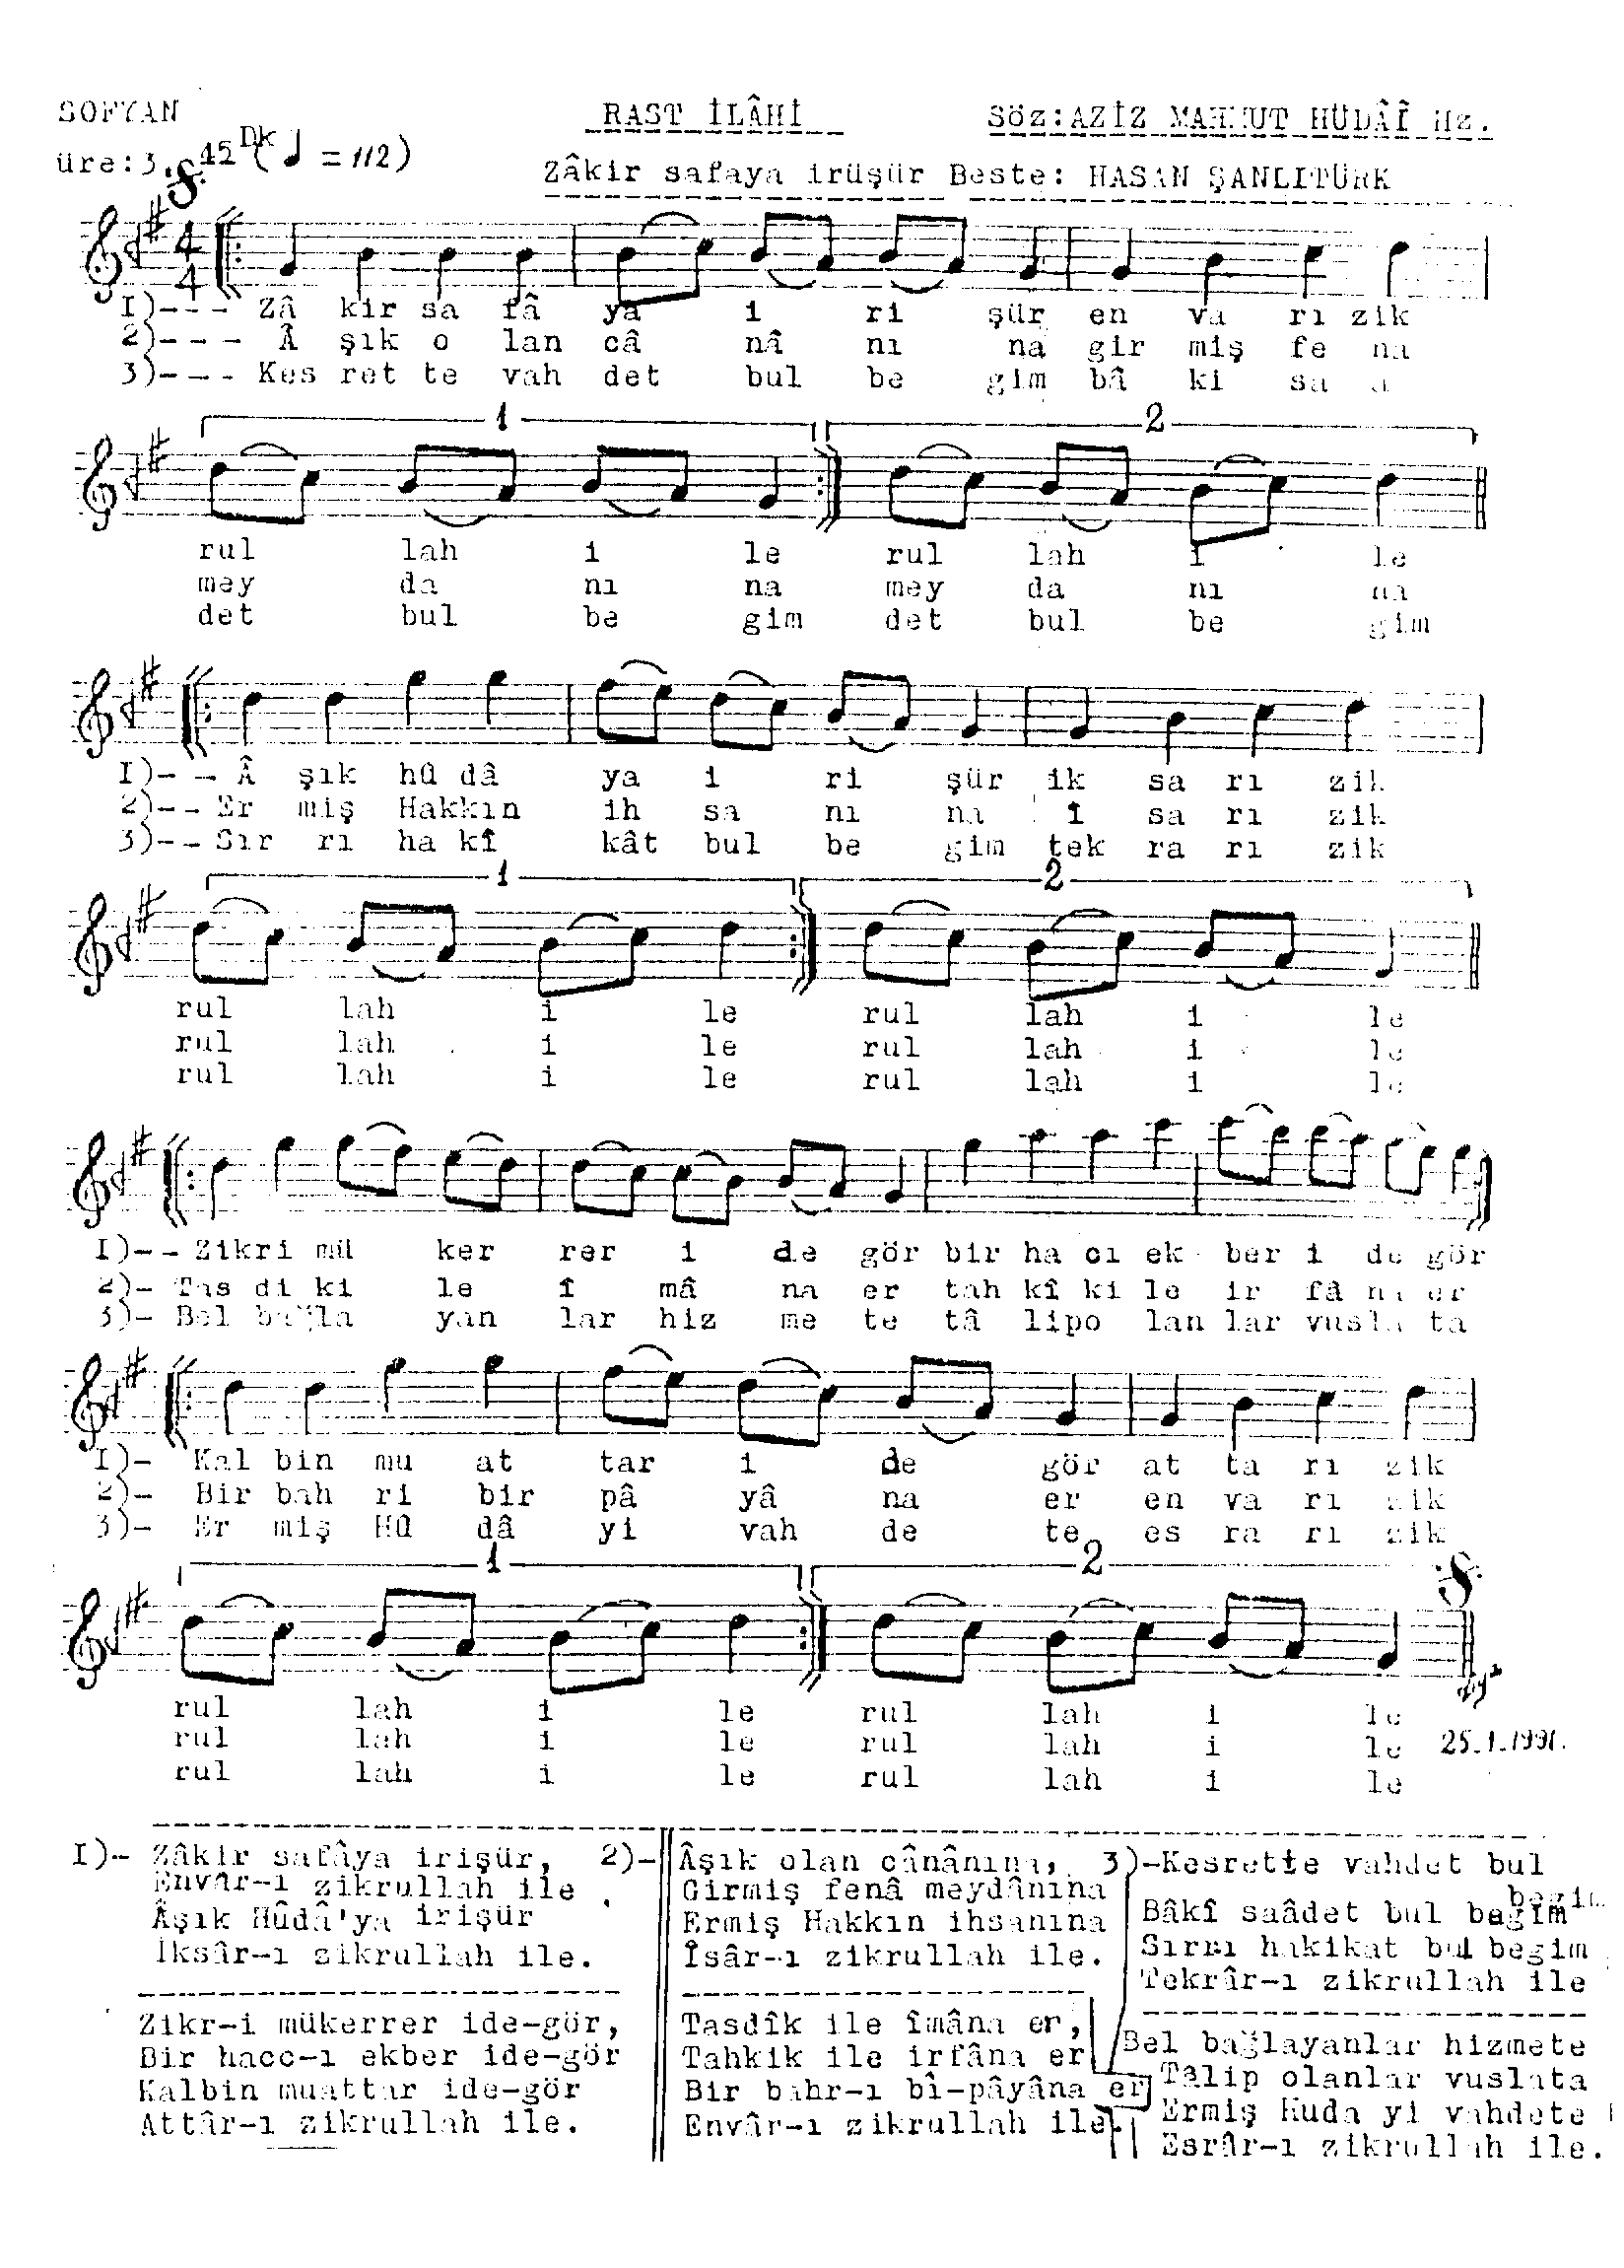 SOFYAN
RAST İLÂHİ
Söz:AZİZ MAHMUT HÜDÂÎ Hz.
üre:3. 45 Dk ( ♩ = 112)
Zâkir safaya irüşür Beste: HASAN ŞANLITÜRK
4
4
I)--- Zâ kir sa fâ ya i ri şür en va rı zik
2)--- Â şık o lan câ nâ nı na gir miş fe na
3)--- Kes ret te vah det bul be gim bâ ki sa a
1 2
rul lah i le rul lah i le
mey da nı na mey da nı na
det bul be gim det bul be gim
I)-- Â şık hû dâ ya i ri şür ik sa rı zik
2)-- Er miş Hakkın ih sa nı na î sa rı zik
3)-- Sır rı ha kî kât bul be gim tek ra rı zik
1 2
rul lah i le rul lah i le
rul lah i le rul lah i le
rul lah i le rul lah i le
I)-- Zikri mü ker rer i de gör bir ha cı ek ber i de gör
2)- Tas di ki le î mâ na er tah kî ki le ir fâ na er
3)- Bel bağla yan lar hiz me te tâ lipo lan lar vusla ta
I)- Kal bin mu at tar i de gör at ta rı zik
2)- Bir bah ri bir pâ yâ na er en va rı zik
3)- Er miş Hû dâ yi vah de te es ra rı zik
1 2
rul lah i le rul lah i le
rul lah i le rul lah i le
rul lah i le rul lah i le
25.1.1991.
I)- Zâkir safâya irişür,
Envâr-ı zikrullah ile
Âşık Hûdâ'ya irişür
İksâr-ı zikrullah ile.
Zikr-i mükerrer ide-gör,
Bir hacc-ı ekber ide-gör
Kalbin muattar ide-gör
Attâr-ı zikrullah ile.
2)- Âşık olan cânânına,
Girmiş fenâ meydânına
Ermiş Hakkın ihsanına
Îsâr-ı zikrullah ile.
Tasdîk ile îmâna er,
Tahkik ile irfâna er
Bir bahr-ı bî-pâyâna er
Envâr-ı zikrullah ile.
3)-Kesrette vahdet bul
begim
Bâkî saâdet bul begim
Sırrı hakikat bul begim
Tekrâr-ı zikrullah ile
Bel bağlayanlar hizmete
Tâlip olanlar vuslata
Ermiş Huda yi vahdete
Esrâr-ı zikrullah ile.